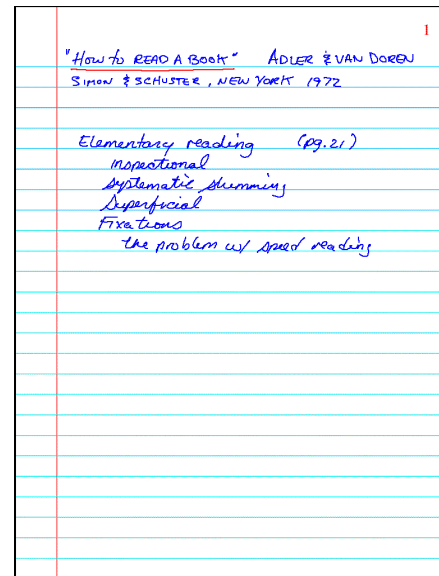 1
"How to READ A BOOK" ADLER & VAN DOREN
SIMON & SCHUSTER, NEW YORK 1972
Elementary reading (pg. 21)
inspectional
systematic skimming
Superficial
Fixations
the problem w/ speed reading